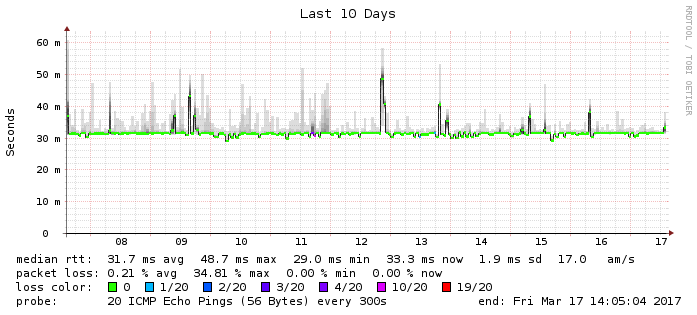 Last 10 Days
RRDTOOL / TOBI OETIKER
Seconds
60 m
50 m
40 m
30 m
20 m
10 m
0
08 09 10 11 12 13 14 15 16 17
median rtt: 31.7 ms avg 48.7 ms max 29.0 ms min 33.3 ms now 1.9 ms sd 17.0 am/s
packet loss: 0.21 % avg 34.81 % max 0.00 % min 0.00 % now
loss color: 0 1/20 2/20 3/20 4/20 10/20 19/20
probe: 20 ICMP Echo Pings (56 Bytes) every 300s end: Fri Mar 17 14:05:04 2017